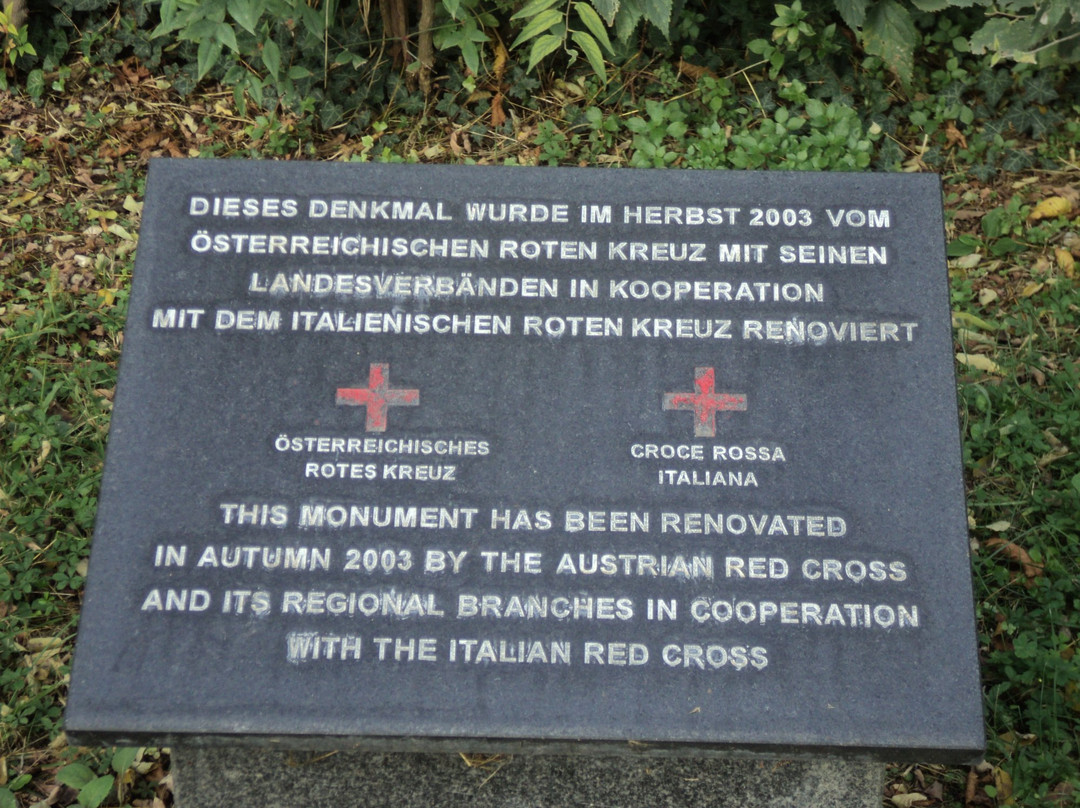 DIESES DENKMAL WURDE IM HERBST 2003 VOM
ÖSTERREICHISCHEN ROTEN KREUZ MIT SEINEN
LANDESVERBÄNDEN IN KOOPERATION
MIT DEM ITALIENISCHEN ROTEN KREUZ RENOVIERT
ÖSTERREICHISCHES
ROTES KREUZ
CROCE ROSSA
ITALIANA
THIS MONUMENT HAS BEEN RENOVATED
IN AUTUMN 2003 BY THE AUSTRIAN RED CROSS
AND ITS REGIONAL BRANCHES IN COOPERATION
WITH THE ITALIAN RED CROSS